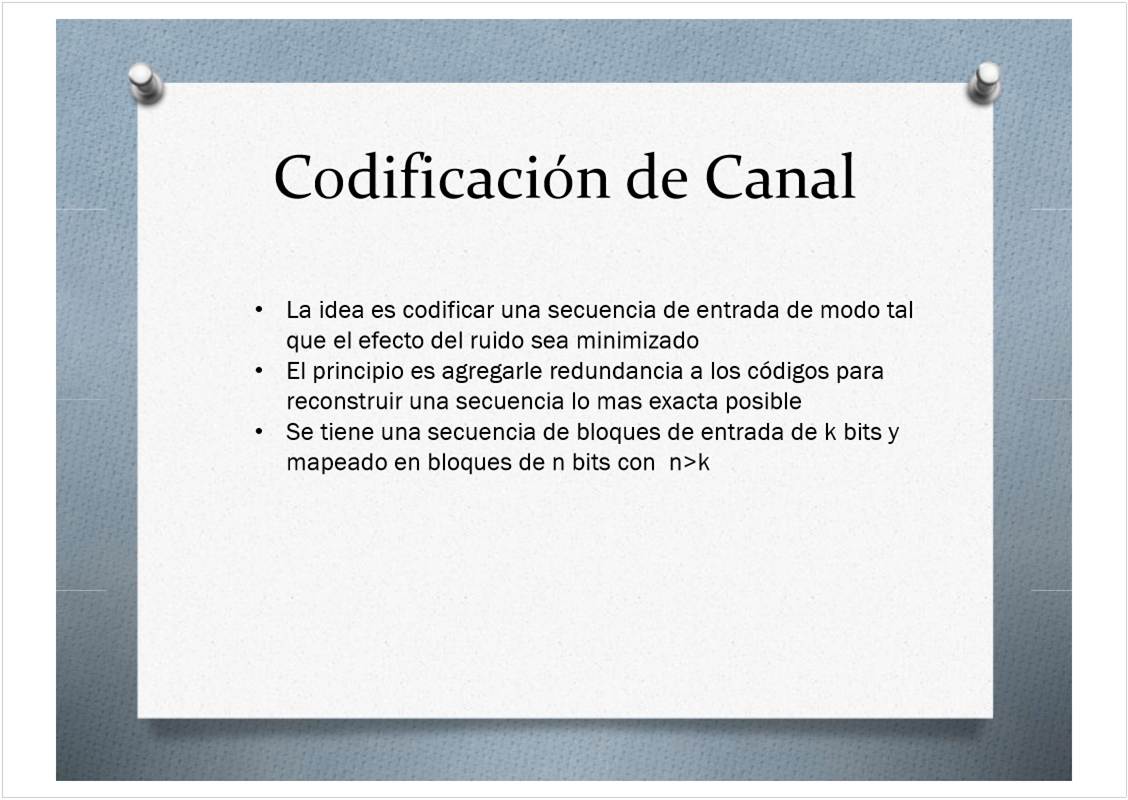 Codificación de Canal
• La idea es codificar una secuencia de entrada de modo tal
que el efecto del ruido sea minimizado
• El principio es agregarle redundancia a los códigos para
reconstruir una secuencia lo mas exacta posible
• Se tiene una secuencia de bloques de entrada de k bits y
mapeado en bloques de n bits con  n>k